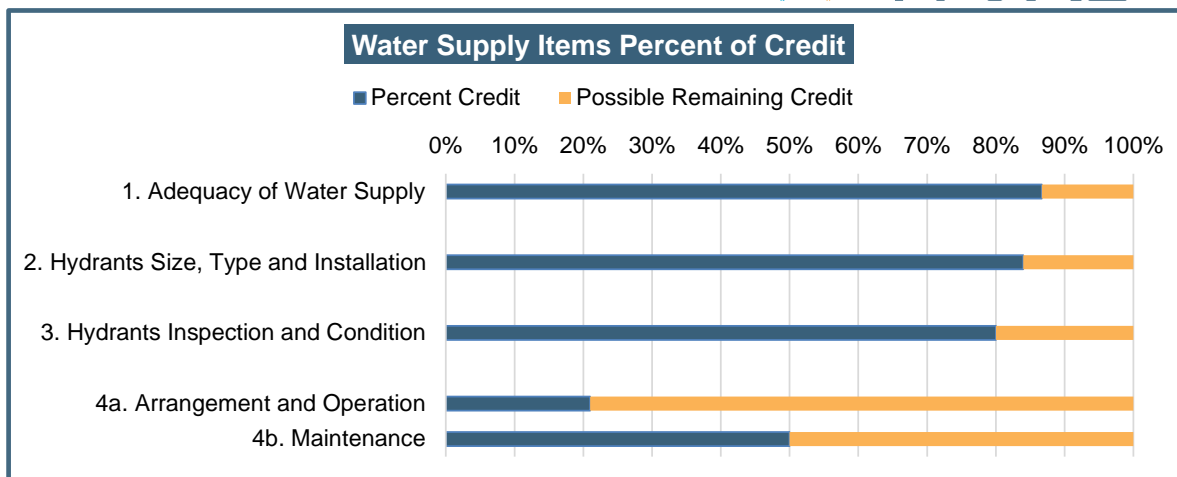 Water Supply Items Percent of Credit
Percent Credit Possible Remaining Credit
0% 10% 20% 30% 40% 50% 60% 70% 80% 90% 100%
1. Adequacy of Water Supply
2. Hydrants Size, Type and Installation
3. Hydrants Inspection and Condition
4a. Arrangement and Operation
4b. Maintenance